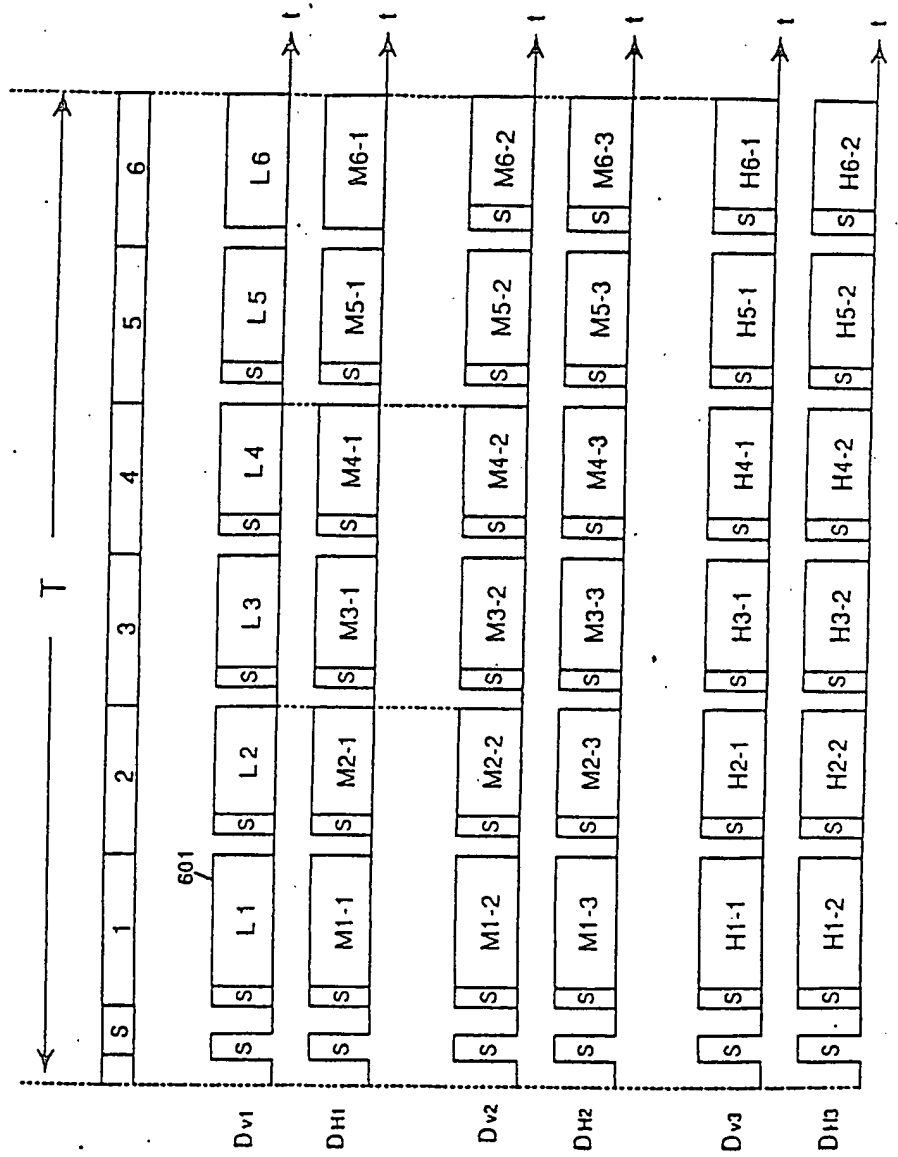 T
S 1 2 3 4 5 6
601
Dv1 S S L1 S L2 S L3 S L4 S L5 L6 t
DH1 S S M1-1 S M2-1 S M3-1 S M4-1 S M5-1 M6-1 t
Dv2 S S M1-2 S M2-2 S M3-2 S M4-2 S M5-2 S M6-2 t
DH2 S S M1-3 S M2-3 S M3-3 S M4-3 S M5-3 S M6-3 t
Dv3 S S H1-1 S H2-1 S H3-1 S H4-1 S H5-1 S H6-1 t
DH3 S S H1-2 S H2-2 S H3-2 S H4-2 S H5-2 S H6-2 t